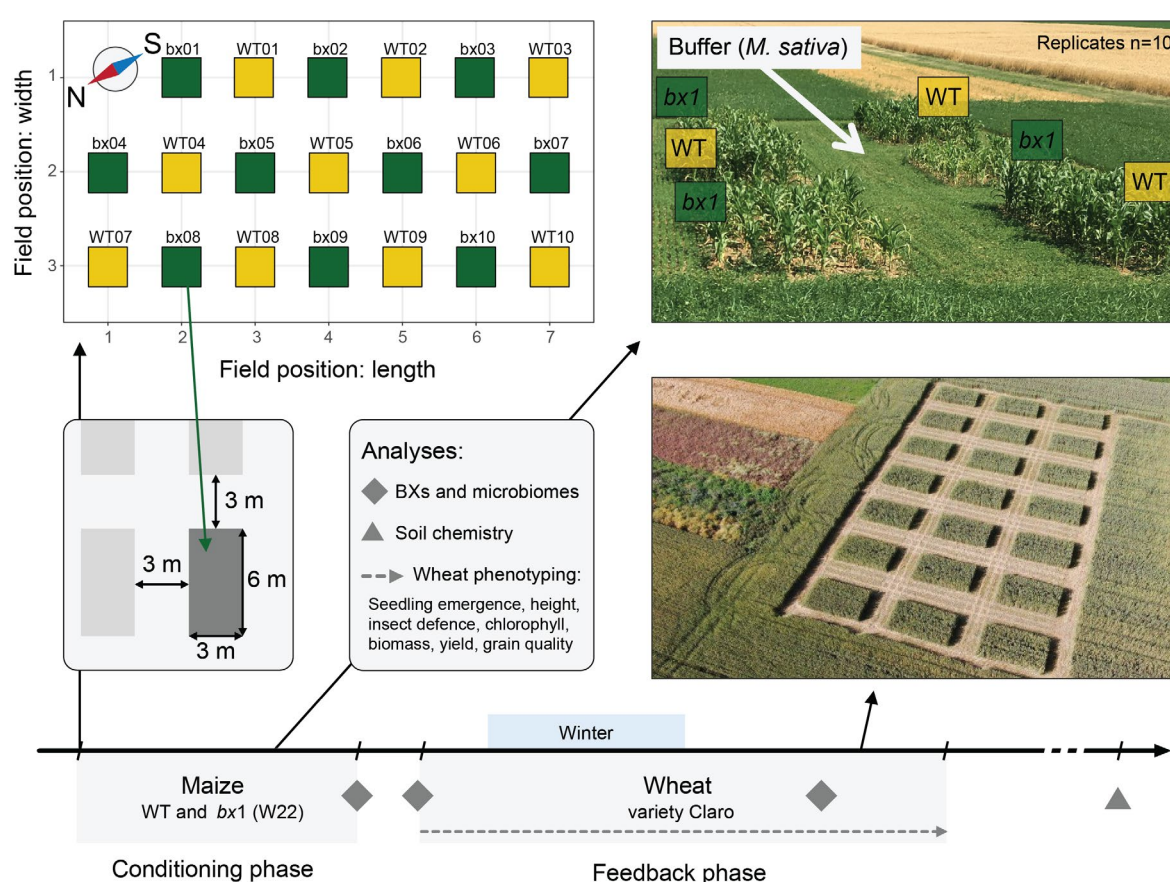 N
S
bx01 WT01 bx02 WT02 bx03 WT03
bx04 WT04 bx05 WT05 bx06 WT06 bx07
WT07 bx08 WT08 bx09 WT09 bx10 WT10
1
2
3
Field position: width
1 2 3 4 5 6 7
Field position: length
Buffer (M. sativa)
Replicates n=10
bx1
WT
bx1
WT
bx1
WT
3 m
3 m
6 m
3 m
Analyses:
BXs and microbiomes
Soil chemistry
Wheat phenotyping:
Seedling emergence, height,
insect defence, chlorophyll,
biomass, yield, grain quality
Winter
Maize
WT and bx1 (W22)
Wheat
variety Claro
Conditioning phase
Feedback phase